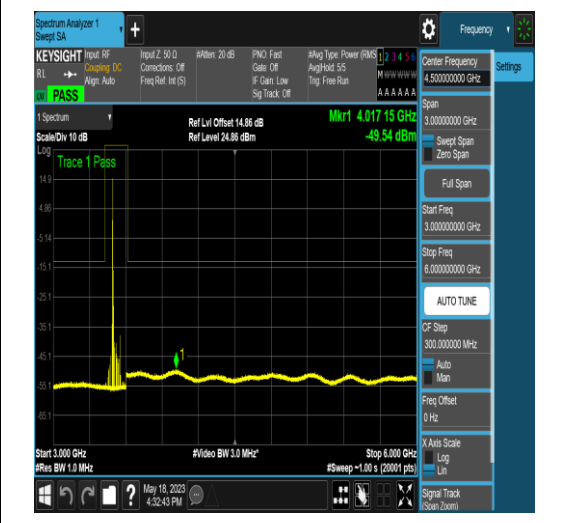 Spectrum Analyzer 1
Swept SA
Frequency
KEYSIGHT
RL
PASS
Input: RF
Coupling: DC
Align: Auto
Input Z: 50 Ω
Corrections: Off
Freq Ref: Int (S)
#Atten: 20 dB
PNO: Fast
Gate: Off
IF Gain: Low
Sig Track: Off
#Avg Type: Power (RMS
Avg|Hold: 5/5
Trig: Free Run
1 2 3 4 5 6
M W W W W W
A A A A A A
1 Spectrum
Scale/Div 10 dB
Log
Ref Lvl Offset 14.86 dB
Ref Level 24.86 dBm
Mkr1 4.017 15 GHz
-49.54 dBm
Trace 1 Pass
14.9
4.86
-5.14
-15.1
-25.1
-35.1
-45.1
-55.1
-65.1
1
Start 3.000 GHz
#Res BW 1.0 MHz
#Video BW 3.0 MHz*
Stop 6.000 GHz
#Sweep ~1.00 s (20001 pts)
May 18, 2023
4:32:43 PM
?
Center Frequency
4.500000000 GHz
Settings
Span
3.00000000 GHz
Swept Span
Zero Span
Full Span
Start Freq
3.000000000 GHz
Stop Freq
6.000000000 GHz
AUTO TUNE
CF Step
300.000000 MHz
Auto
Man
Freq Offset
0 Hz
X Axis Scale
Log
Lin
Signal Track
(Span Zoom)